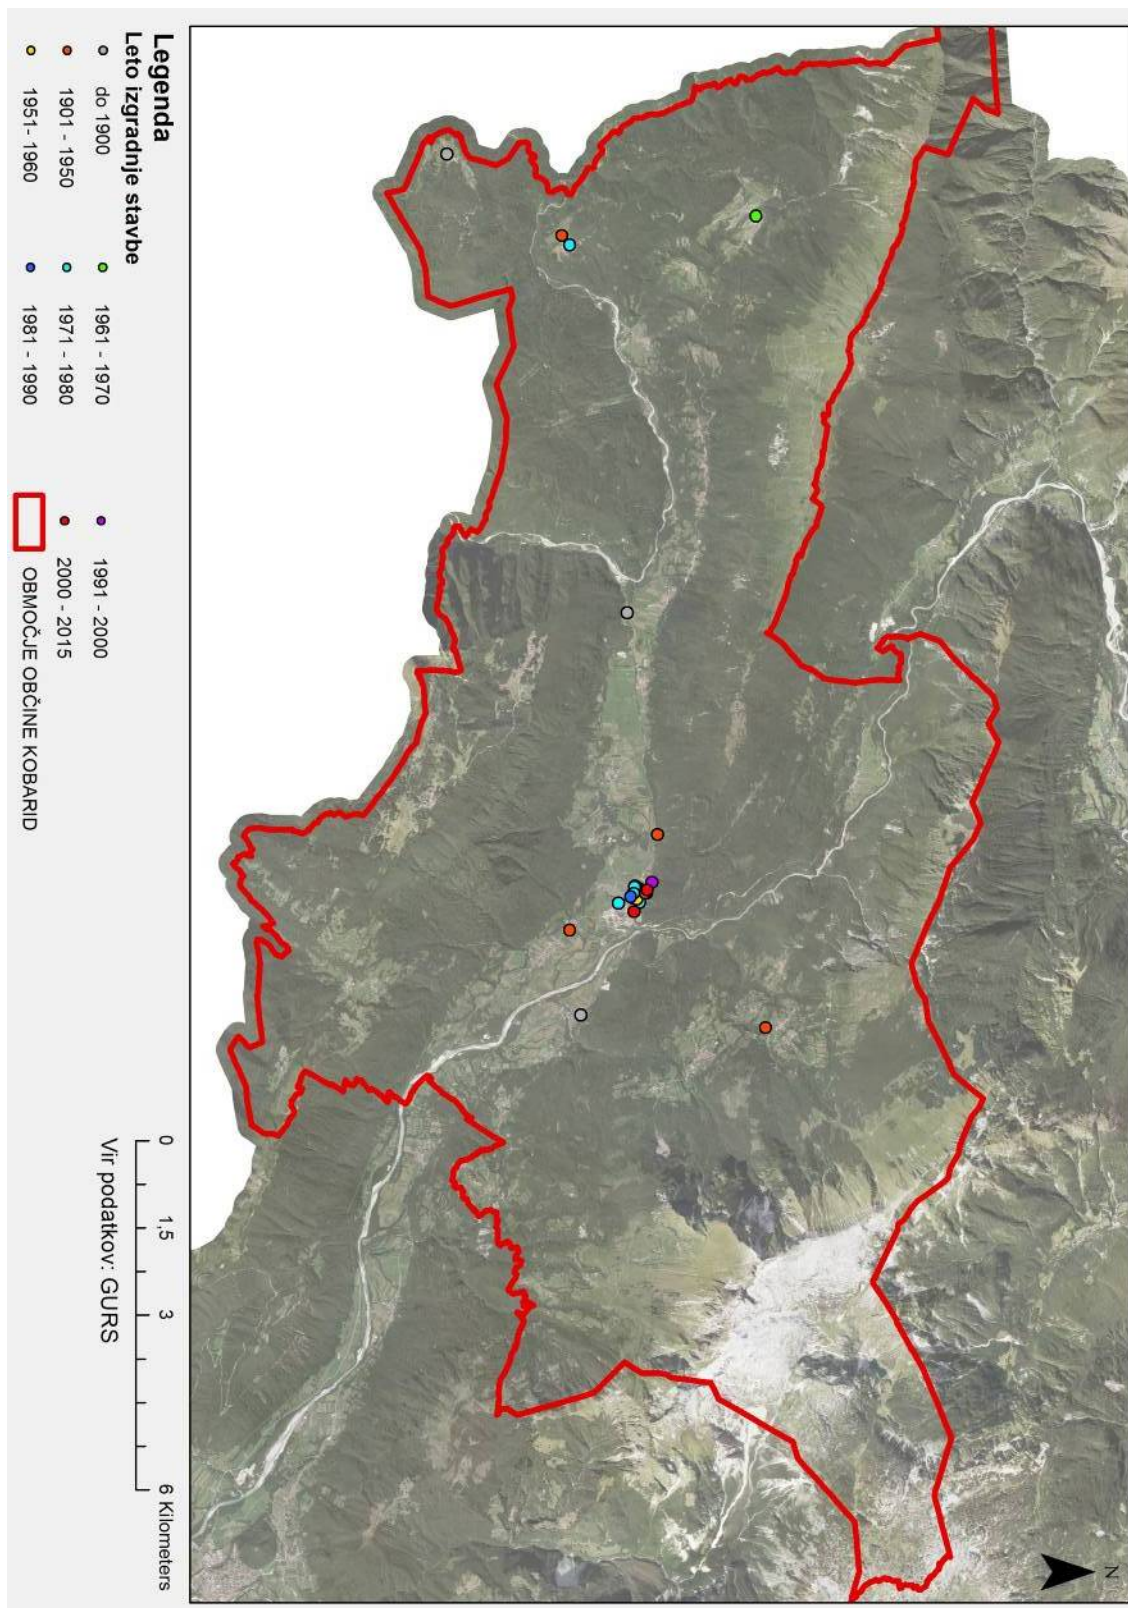 N
Legenda
Leto izgradnje stavbe
do 1900
1901 - 1950
1951- 1960
1961 - 1970
1971 - 1980
1981 - 1990
1991 - 2000
2000 - 2015
OBMOČJE OBČINE KOBARID
0 1,5 3 6 Kilometers
Vir podatkov: GURS